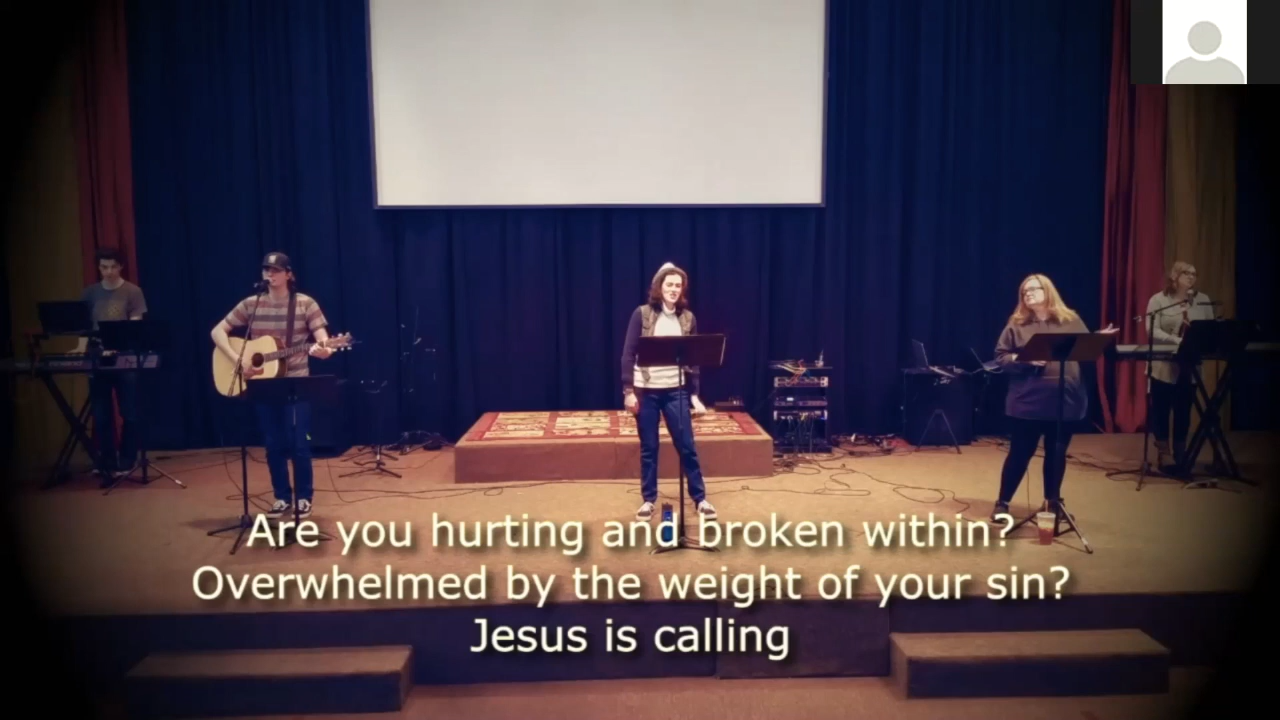 Are you hurting and broken within?
Overwhelmed by the weight of your sin?
Jesus is calling